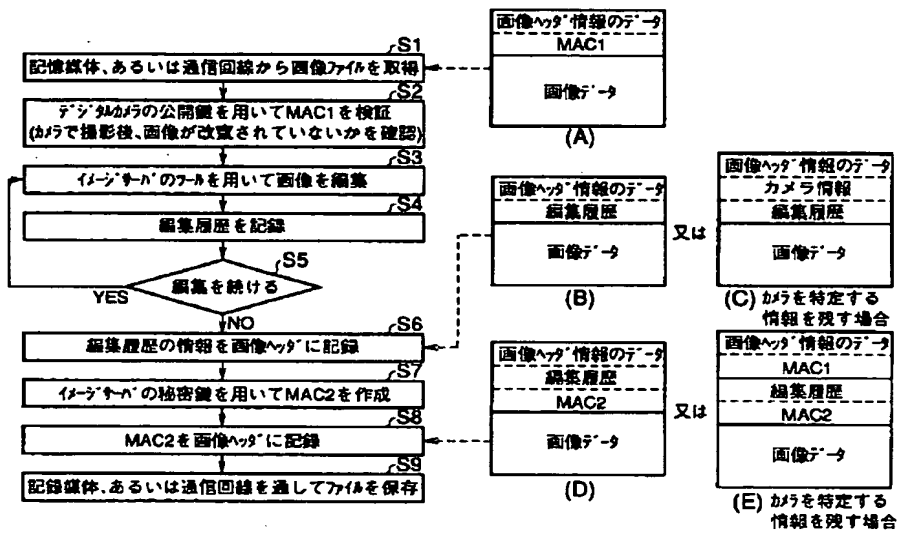 S1
記憶媒体、あるいは通信回線から画像ファイルを取得
S2
デジタルカメラの公開鍵を用いてMAC1を検証
(カメラで撮影後、画像が改竄されていないかを確認)
S3
イメージサーバのツールを用いて画像を編集
S4
編集履歴を記録
S5
編集を続ける
YES
NO
S6
編集履歴の情報を画像ヘッダに記録
S7
イメージサーバの秘密鍵を用いてMAC2を作成
S8
MAC2を画像ヘッダに記録
S9
記録媒体、あるいは通信回線を通してファイルを保存
画像ヘッダ情報のデータ
MAC1
画像データ
(A)
画像ヘッダ情報のデータ
編集履歴
画像データ
(B)
又は
画像ヘッダ情報のデータ
カメラ情報
編集履歴
画像データ
(C) カメラを特定する
情報を残す場合
画像ヘッダ情報のデータ
編集履歴
MAC2
画像データ
(D)
又は
画像ヘッダ情報のデータ
MAC1
編集履歴
MAC2
画像データ
(E) カメラを特定する
情報を残す場合